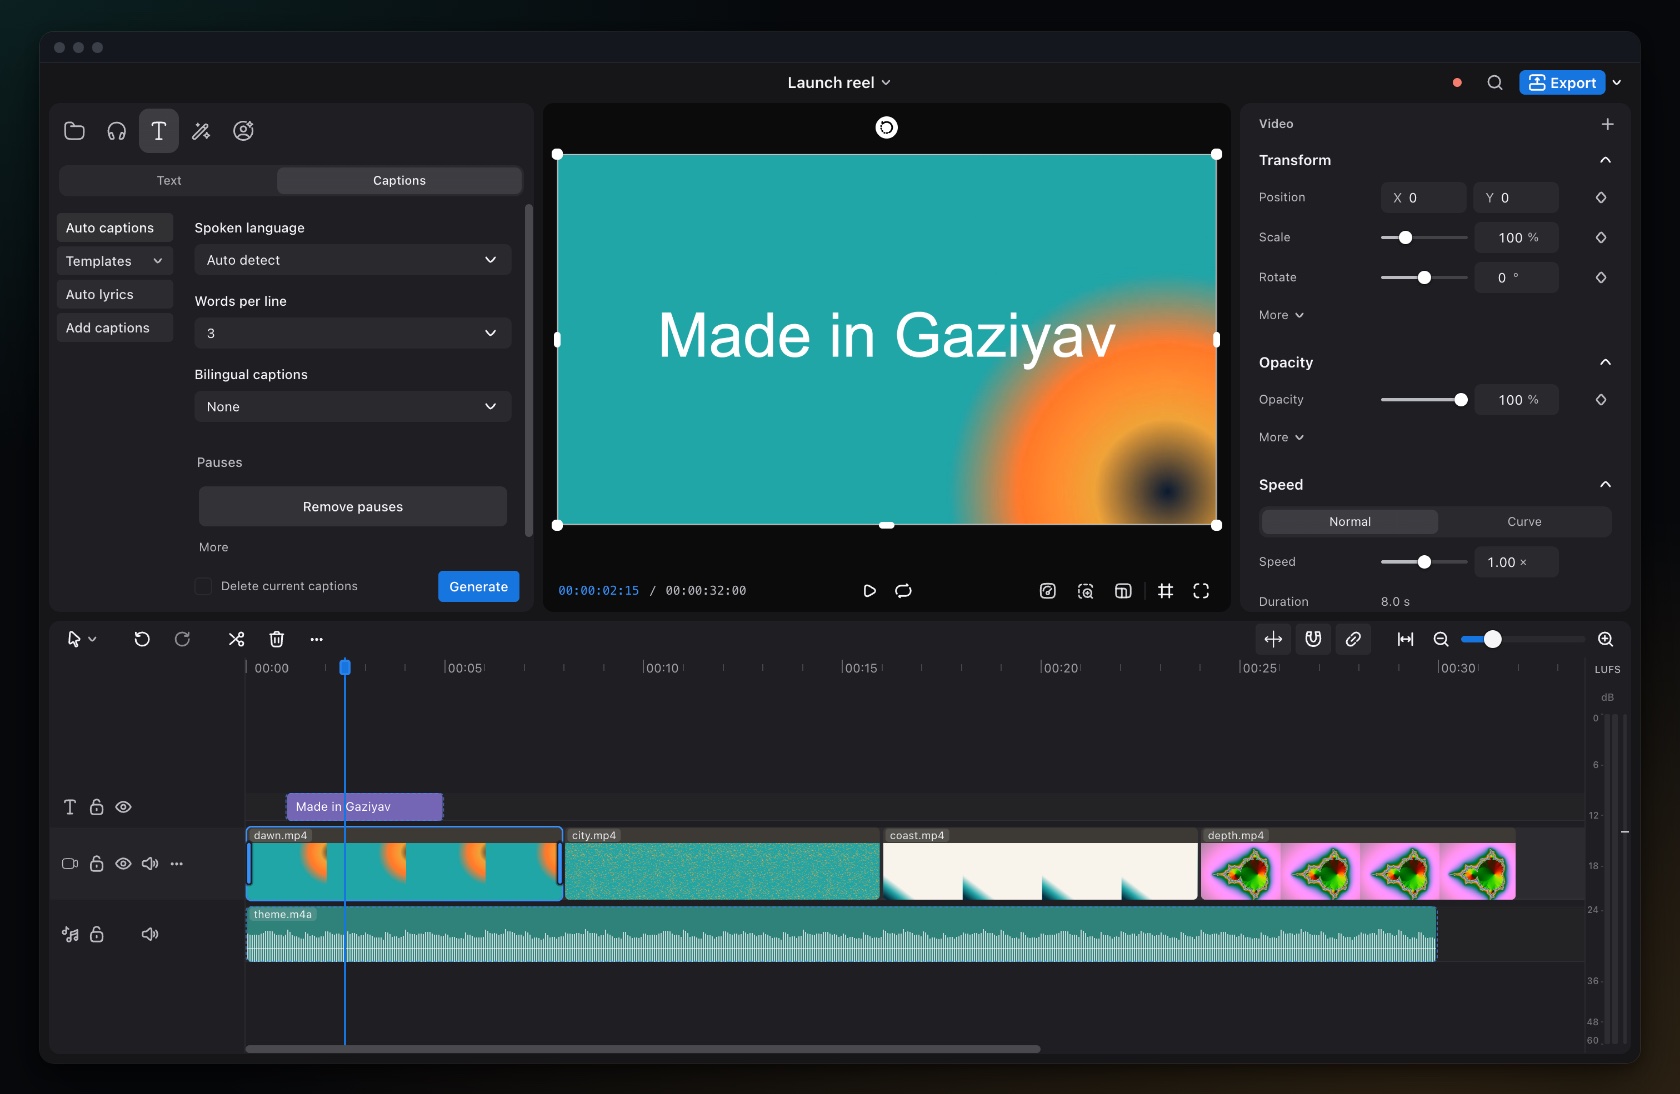 Launch reel
Export
Text
Captions
Auto captions
Templates
Auto lyrics
Add captions
Spoken language
Auto detect
Words per line
3
Bilingual captions
None
Pauses
Remove pauses
More
Delete current captions
Generate
Made in Gaziyav
00:00:02:15 / 00:00:32:00
Video
Transform
Position
X 0
Y 0
Scale
100 %
Rotate
0 °
More
Opacity
Opacity
100 %
More
Speed
Normal
Curve
Speed
1.00 ×
Duration
8.0 s
00:00
00:05
00:10
00:15
00:20
00:25
00:30
LUFS
dB
0
6
12
18
24
36
48
60
Made in Gaziyav
dawn.mp4
city.mp4
coast.mp4
depth.mp4
theme.m4a